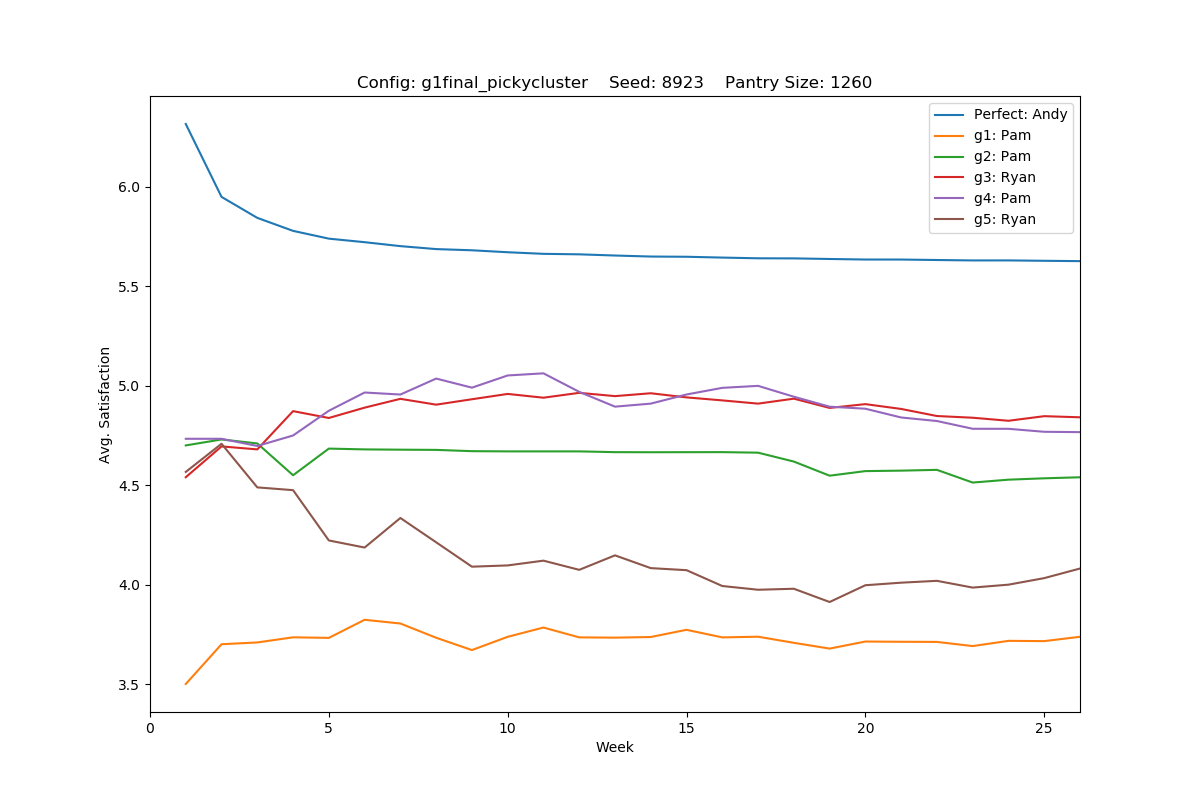 Config: g1final_pickycluster    Seed: 8923    Pantry Size: 1260
Perfect: Andy
g1: Pam
g2: Pam
g3: Ryan
g4: Pam
g5: Ryan
6.0
5.5
5.0
4.5
4.0
3.5
Avg. Satisfaction
0 5 10 15 20 25
Week